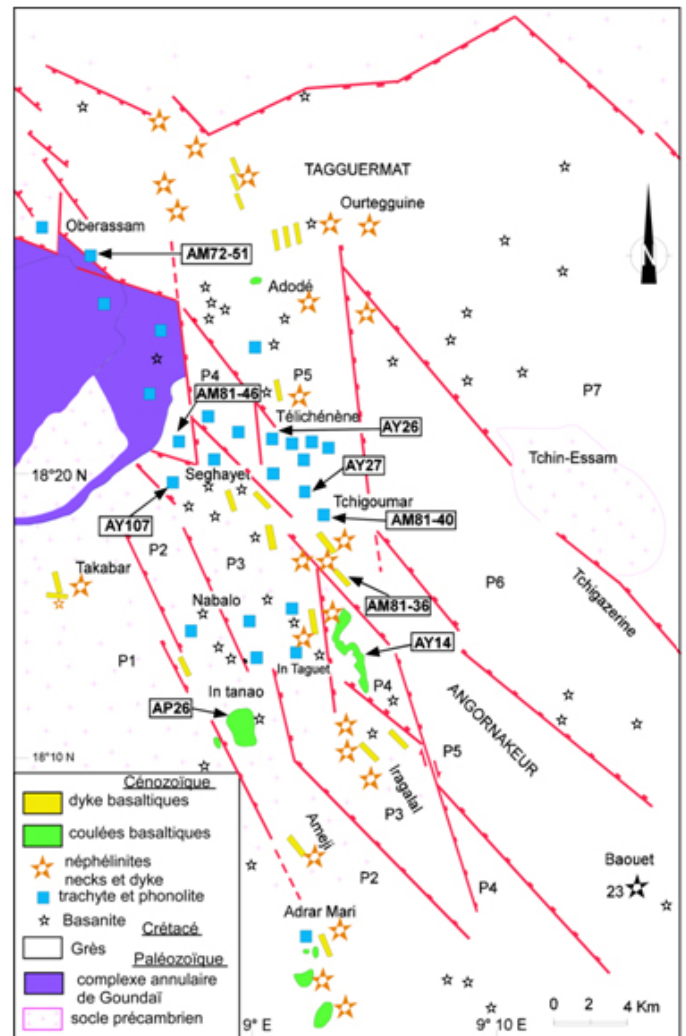 TAGGUERMAT
Ourtegguine
Oberassam
AM72-51
N
Adodé
P4
P5
P7
AM81-46
Télichénène
AY26
Tchin-Essam
18°20 N
Seghayet
AY27
Tchigoumar
AY107
AM81-40
P2
P3
Takabar
P6
Tchigazerine
AM81-36
Nabalo
AY14
P1
In Taguet
P4
In tanao
AP26
ANGORNAKEUR
18°10 N
P5
Iragalal
P3
Cénozoïque
dyke basaltiques
coulées basaltiques
Ameji
P2
P4
Baouet
23
néphélinites
necks et dyke
trachyte et phonolite
Basanite
Adrar Mari
Crétacé
Grès
Paléozoïque
complexe annulaire
de Goundaï
socle précambrien
9° E
9° 10 E
0 2 4 Km